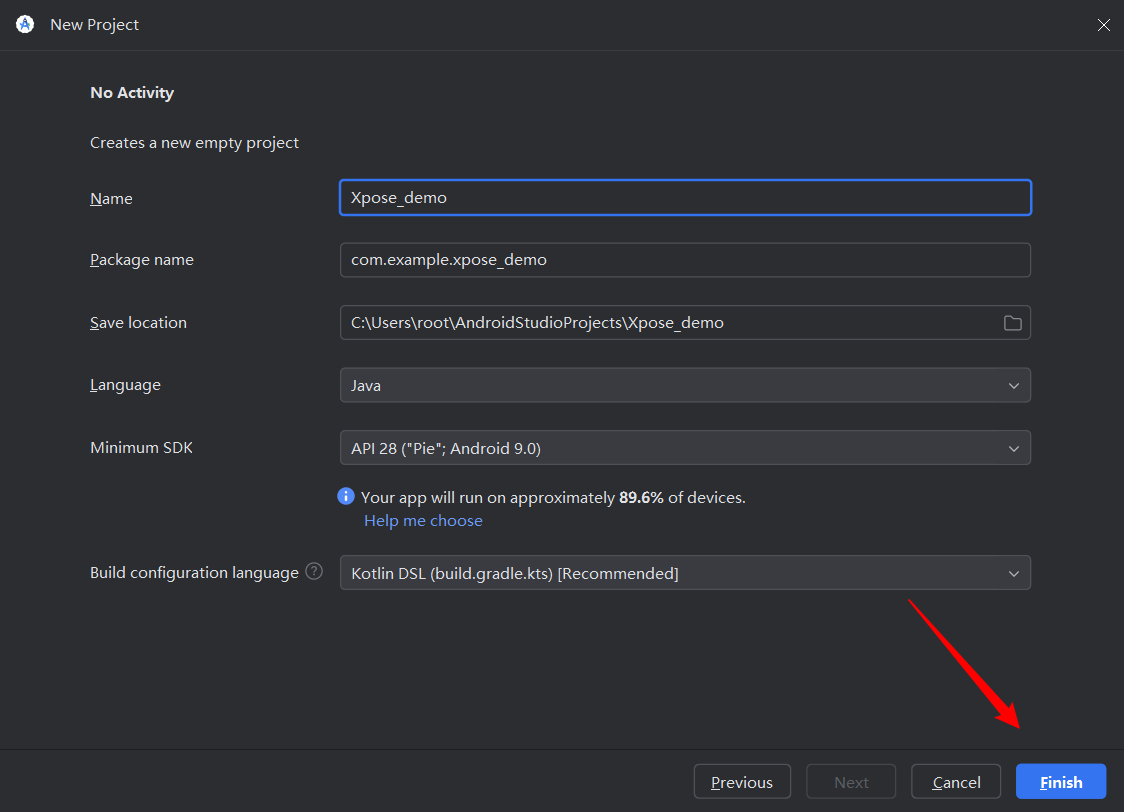 New Project
No Activity
Creates a new empty project
Name
Xpose_demo
Package name
com.example.xpose_demo
Save location
C:\Users\root\AndroidStudioProjects\Xpose_demo
Language
Java
Minimum SDK
API 28 ("Pie"; Android 9.0)
Your app will run on approximately 89.6% of devices.
Help me choose
Build configuration language ?
Kotlin DSL (build.gradle.kts) [Recommended]
Previous
Next
Cancel
Finish